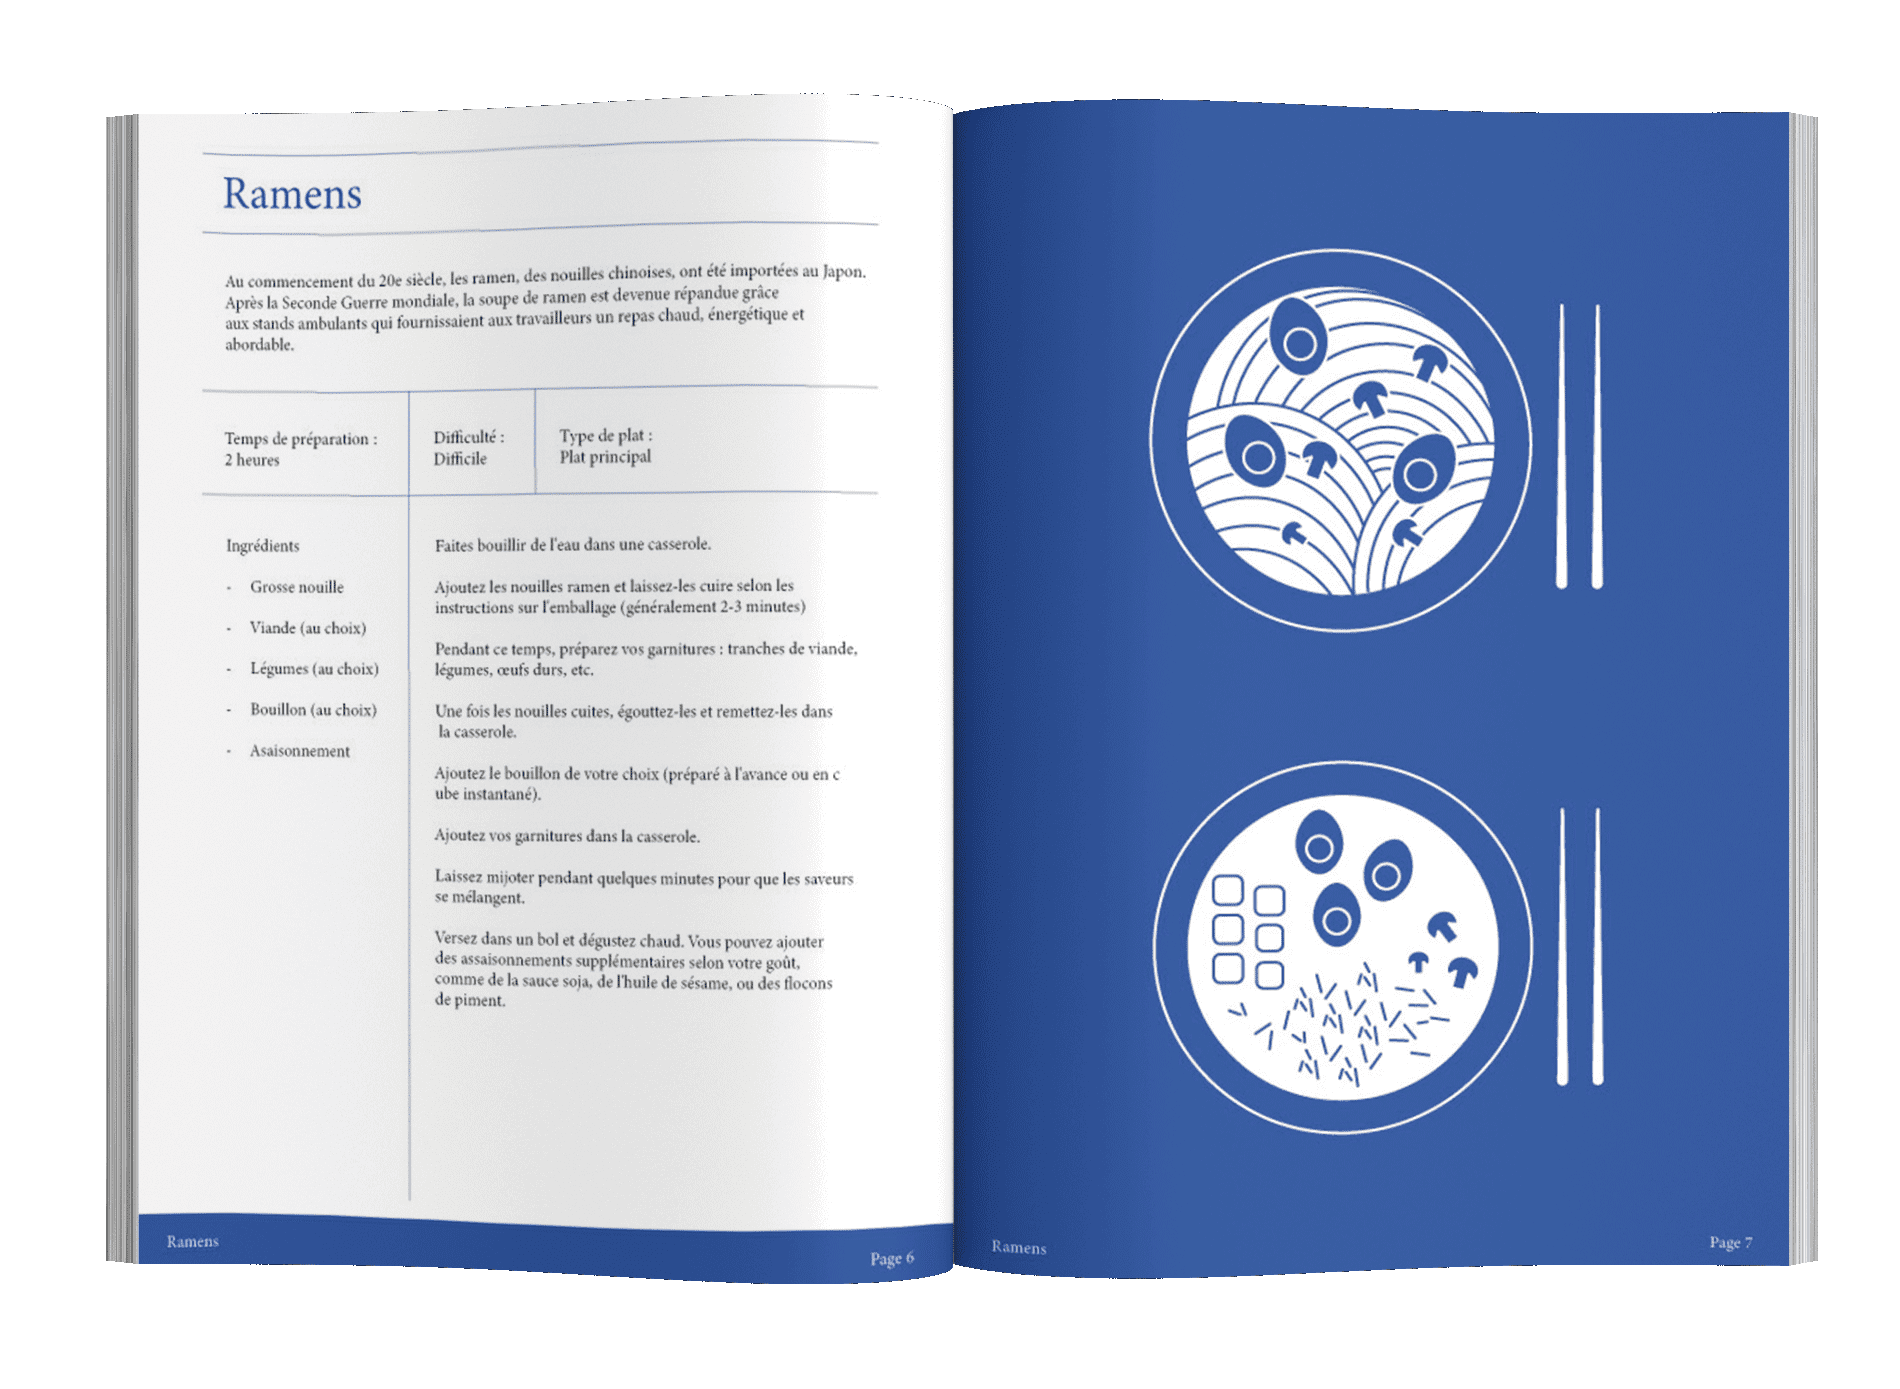 Ramens
Au commencement du 20e siècle, les ramen, des nouilles chinoises, ont été importées au Japon.
Après la Seconde Guerre mondiale, la soupe de ramen est devenue répandue grâce
aux stands ambulants qui fournissaient aux travailleurs un repas chaud, énergétique et
abordable.
Temps de préparation :
2 heures
Difficulté :
Difficile
Type de plat :
Plat principal
Ingrédients
- Grosse nouille
- Viande (au choix)
- Légumes (au choix)
- Bouillon (au choix)
- Asaisonnement
Faites bouillir de l'eau dans une casserole.
Ajoutez les nouilles ramen et laissez-les cuire selon les
instructions sur l'emballage (généralement 2-3 minutes)
Pendant ce temps, préparez vos garnitures : tranches de viande,
légumes, œufs durs, etc.
Une fois les nouilles cuites, égouttez-les et remettez-les dans
la casserole.
Ajoutez le bouillon de votre choix (préparé à l'avance ou en c
ube instantané).
Ajoutez vos garnitures dans la casserole.
Laissez mijoter pendant quelques minutes pour que les saveurs
se mélangent.
Versez dans un bol et dégustez chaud. Vous pouvez ajouter
des assaisonnements supplémentaires selon votre goût,
comme de la sauce soja, de l'huile de sésame, ou des flocons
de piment.
Ramens
Page 6
Ramens
Page 7